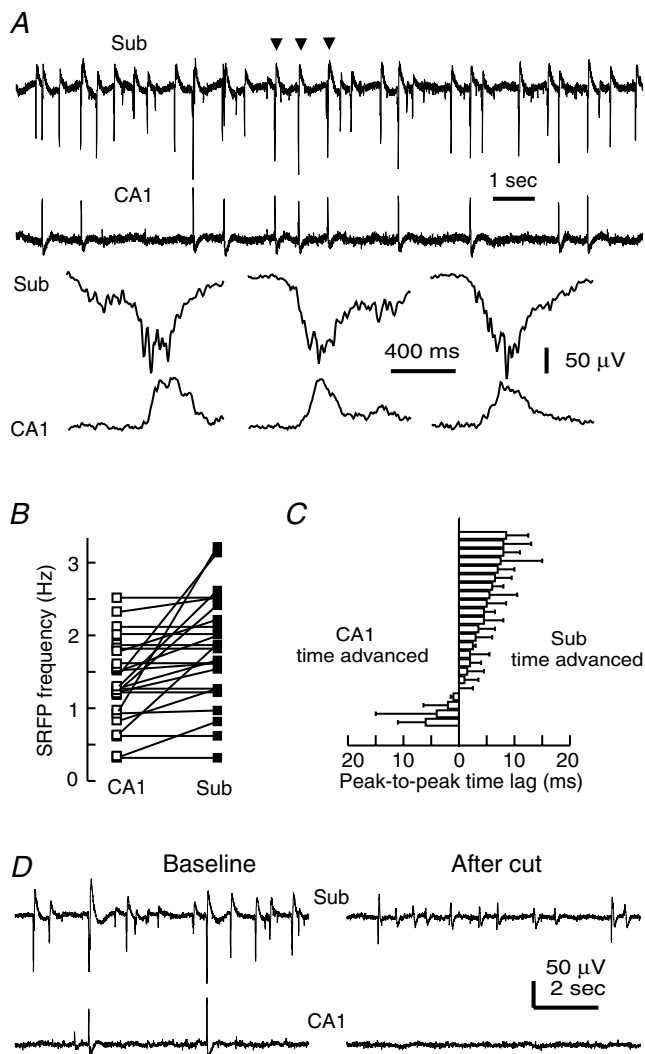 A
Sub
1 sec
CA1
Sub
400 ms
50 μV
CA1
B
C
SRFP frequency (Hz)
3
2
1
0
CA1
Sub
CA1
time advanced
Sub
time advanced
20
10
0
10
20
Peak-to-peak time lag (ms)
D
Baseline
After cut
Sub
50 μV
2 sec
CA1